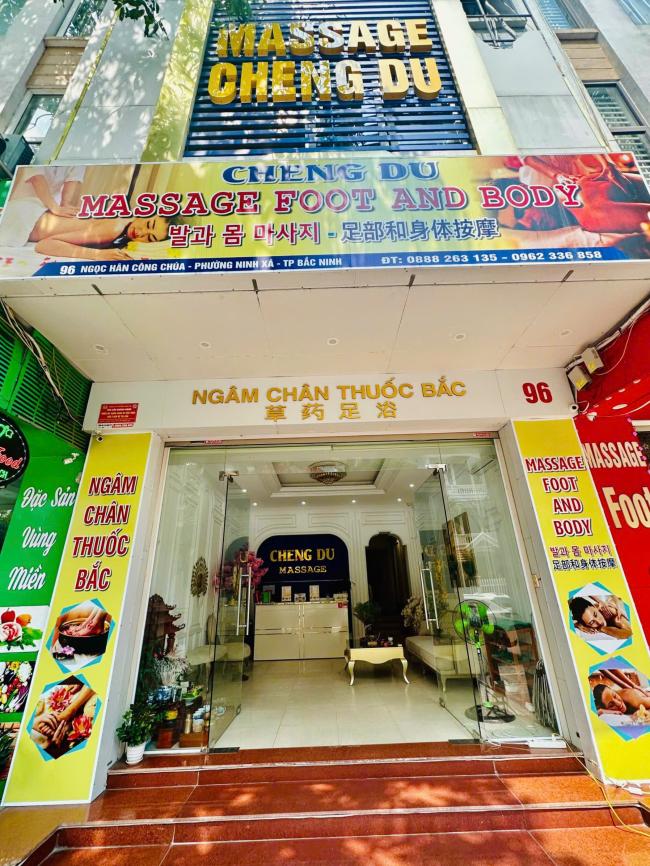 MASSAGE
CHENG DU
CHENG DU
MASSAGE FOOT AND BODY
발과 몸 마사지 - 足部和身体按摩
96 NGỌC HÂN CÔNG CHÚA - PHƯỜNG NINH XÁ - TP BẮC NINH ĐT: 0888 263 135 - 0962 336 858
NGÂM CHÂN THUỐC BẮC
草药足浴
96
NGÂM
CHÂN
THUỐC
BẮC
CHENG DU
MASSAGE
MASSAGE
FOOT
AND
BODY
발과 몸 마사지
足部和身体按摩
Đặc Sản
Vùng
Miền
MASSAGE
Foo